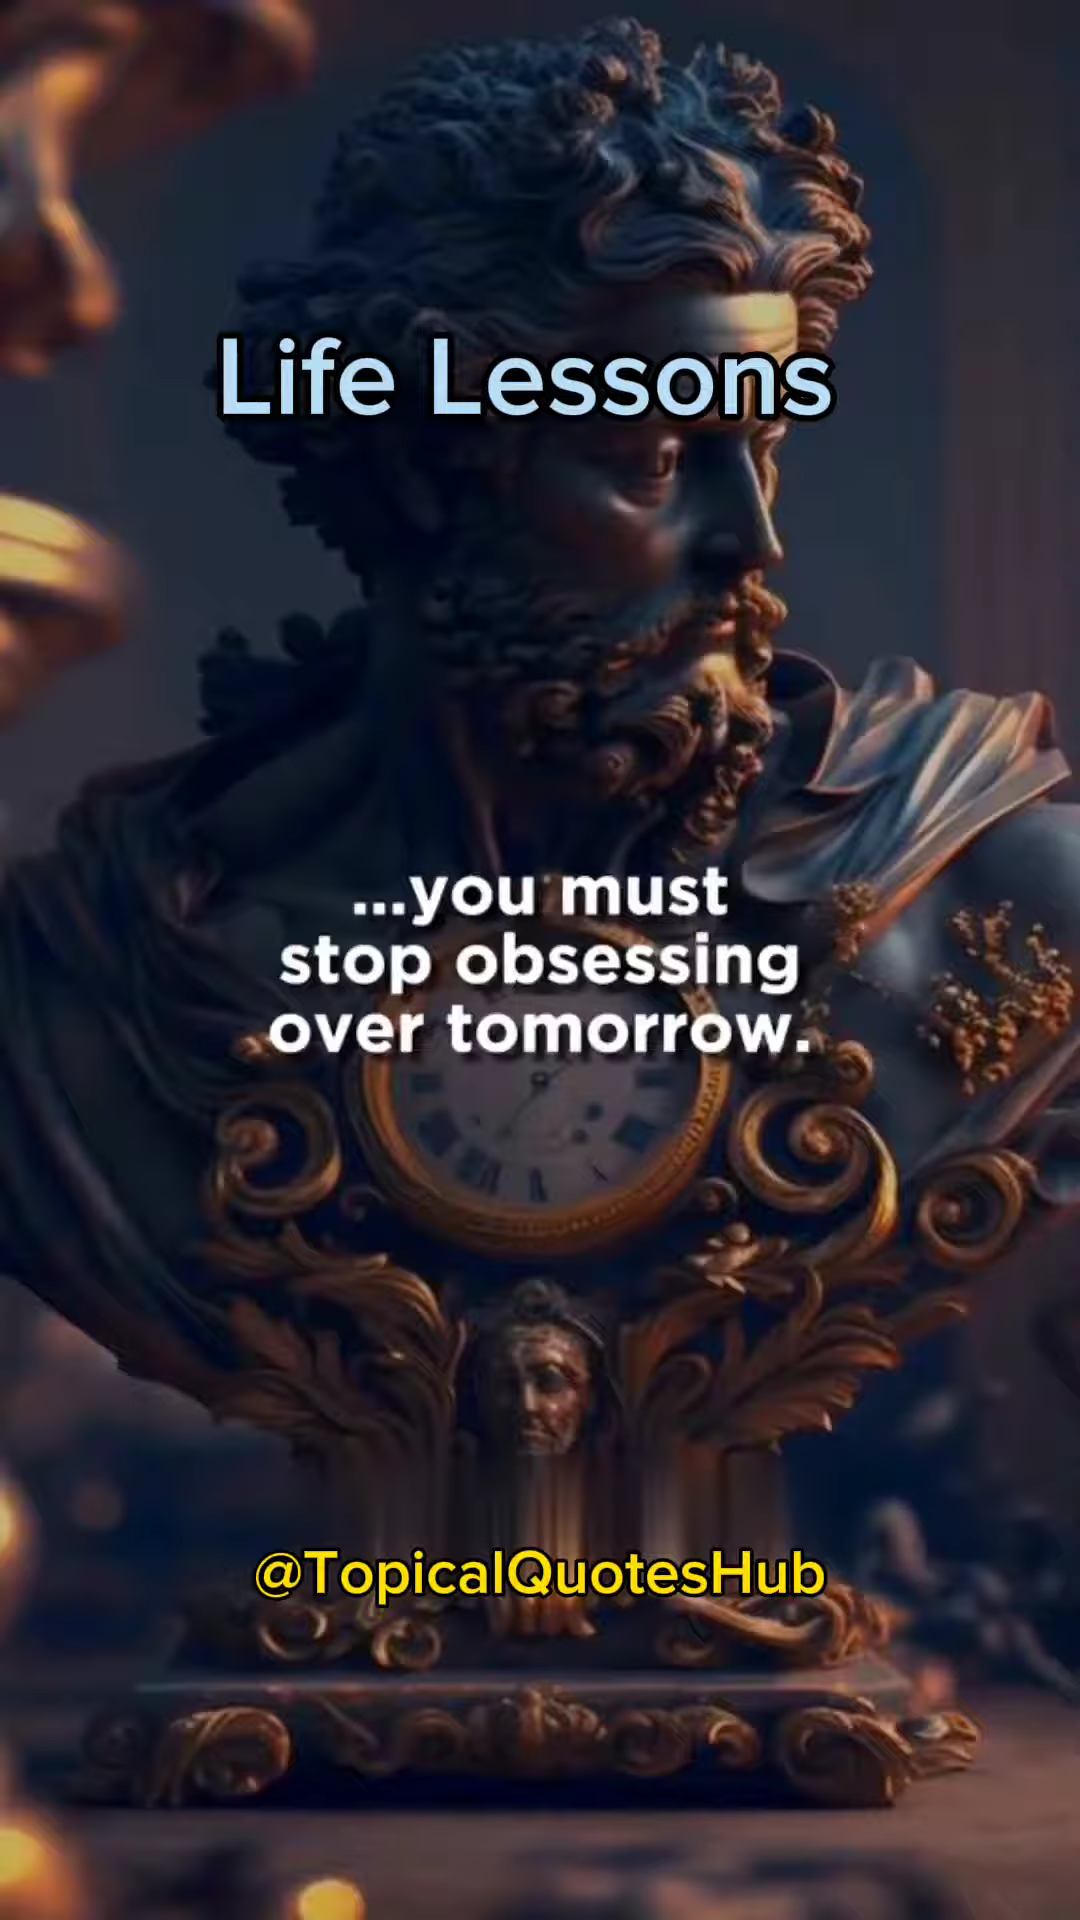 Life Lessons
...you must
stop obsessing
over tomorrow.
@TopicalQuotesHub